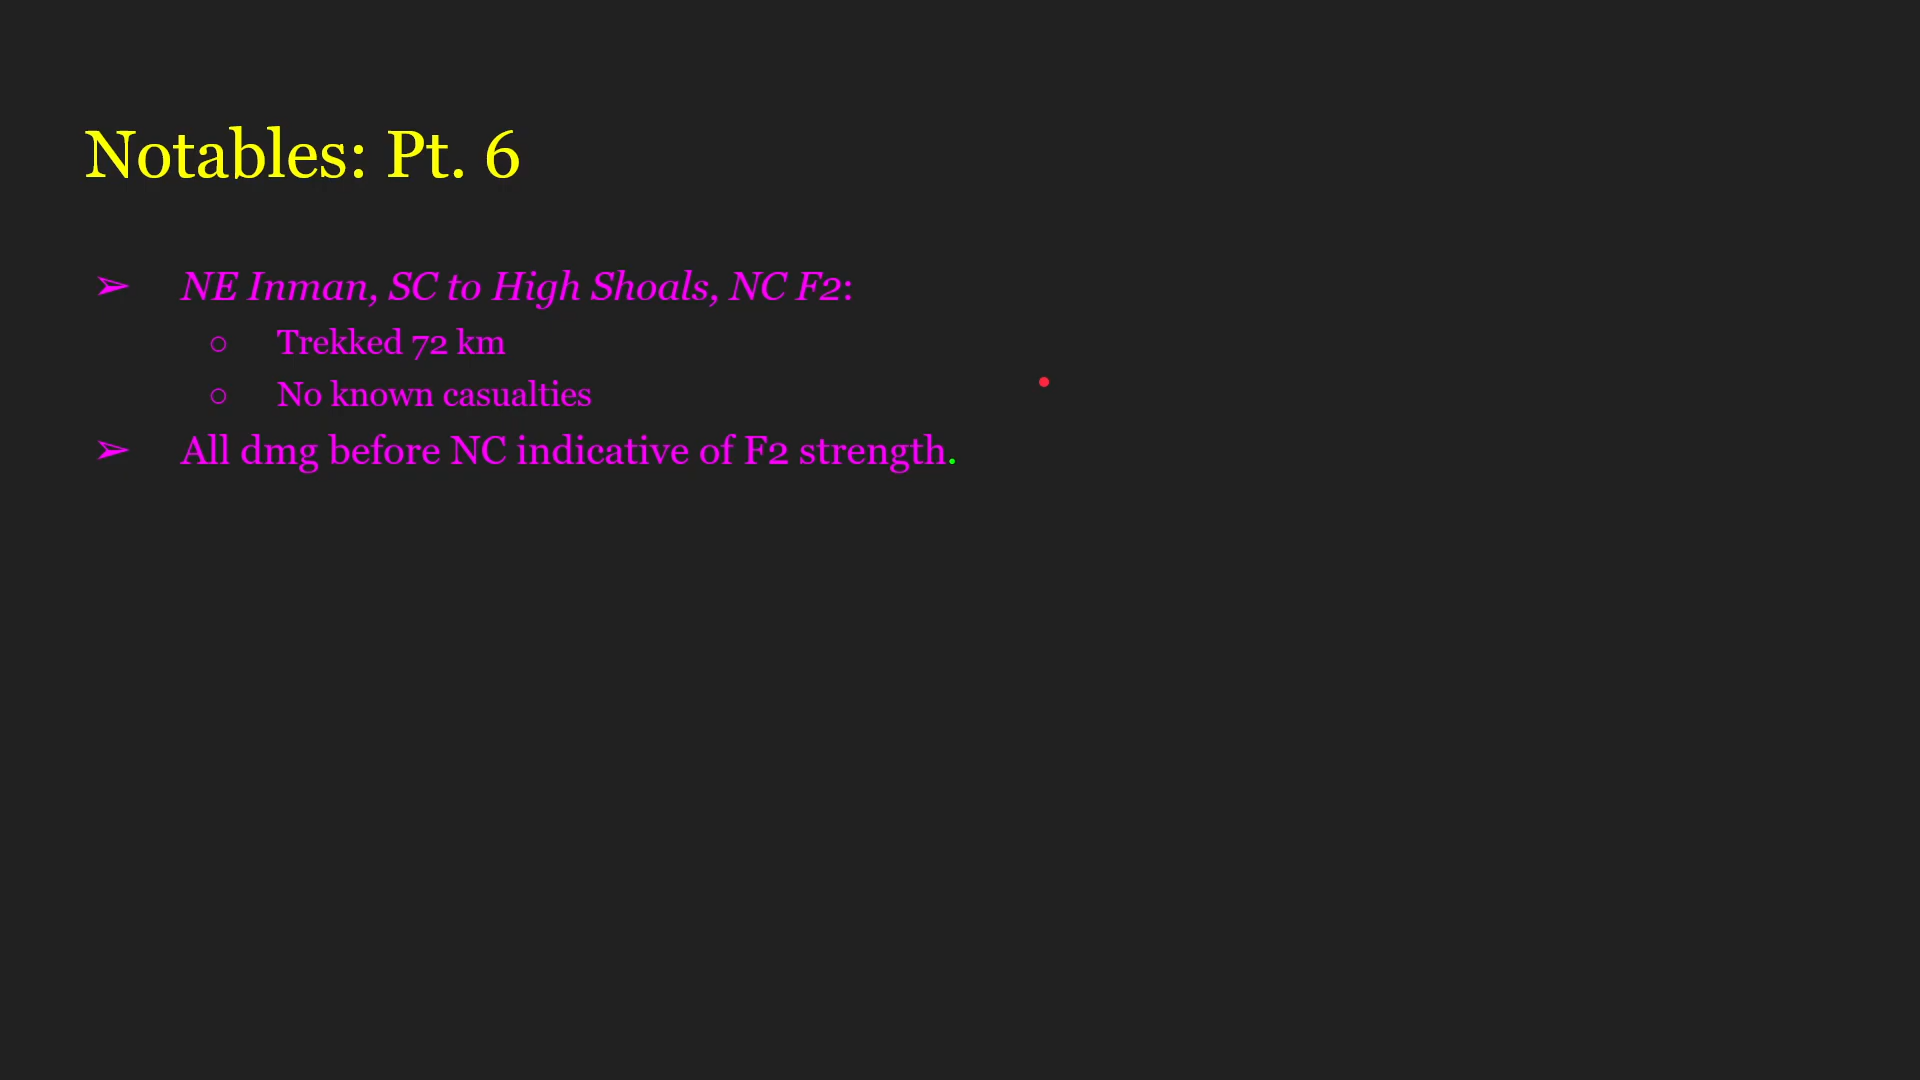 Notables: Pt. 6
➢ NE Inman, SC to High Shoals, NC F2:
○ Trekked 72 km
○ No known casualties
➢ All dmg before NC indicative of F2 strength.